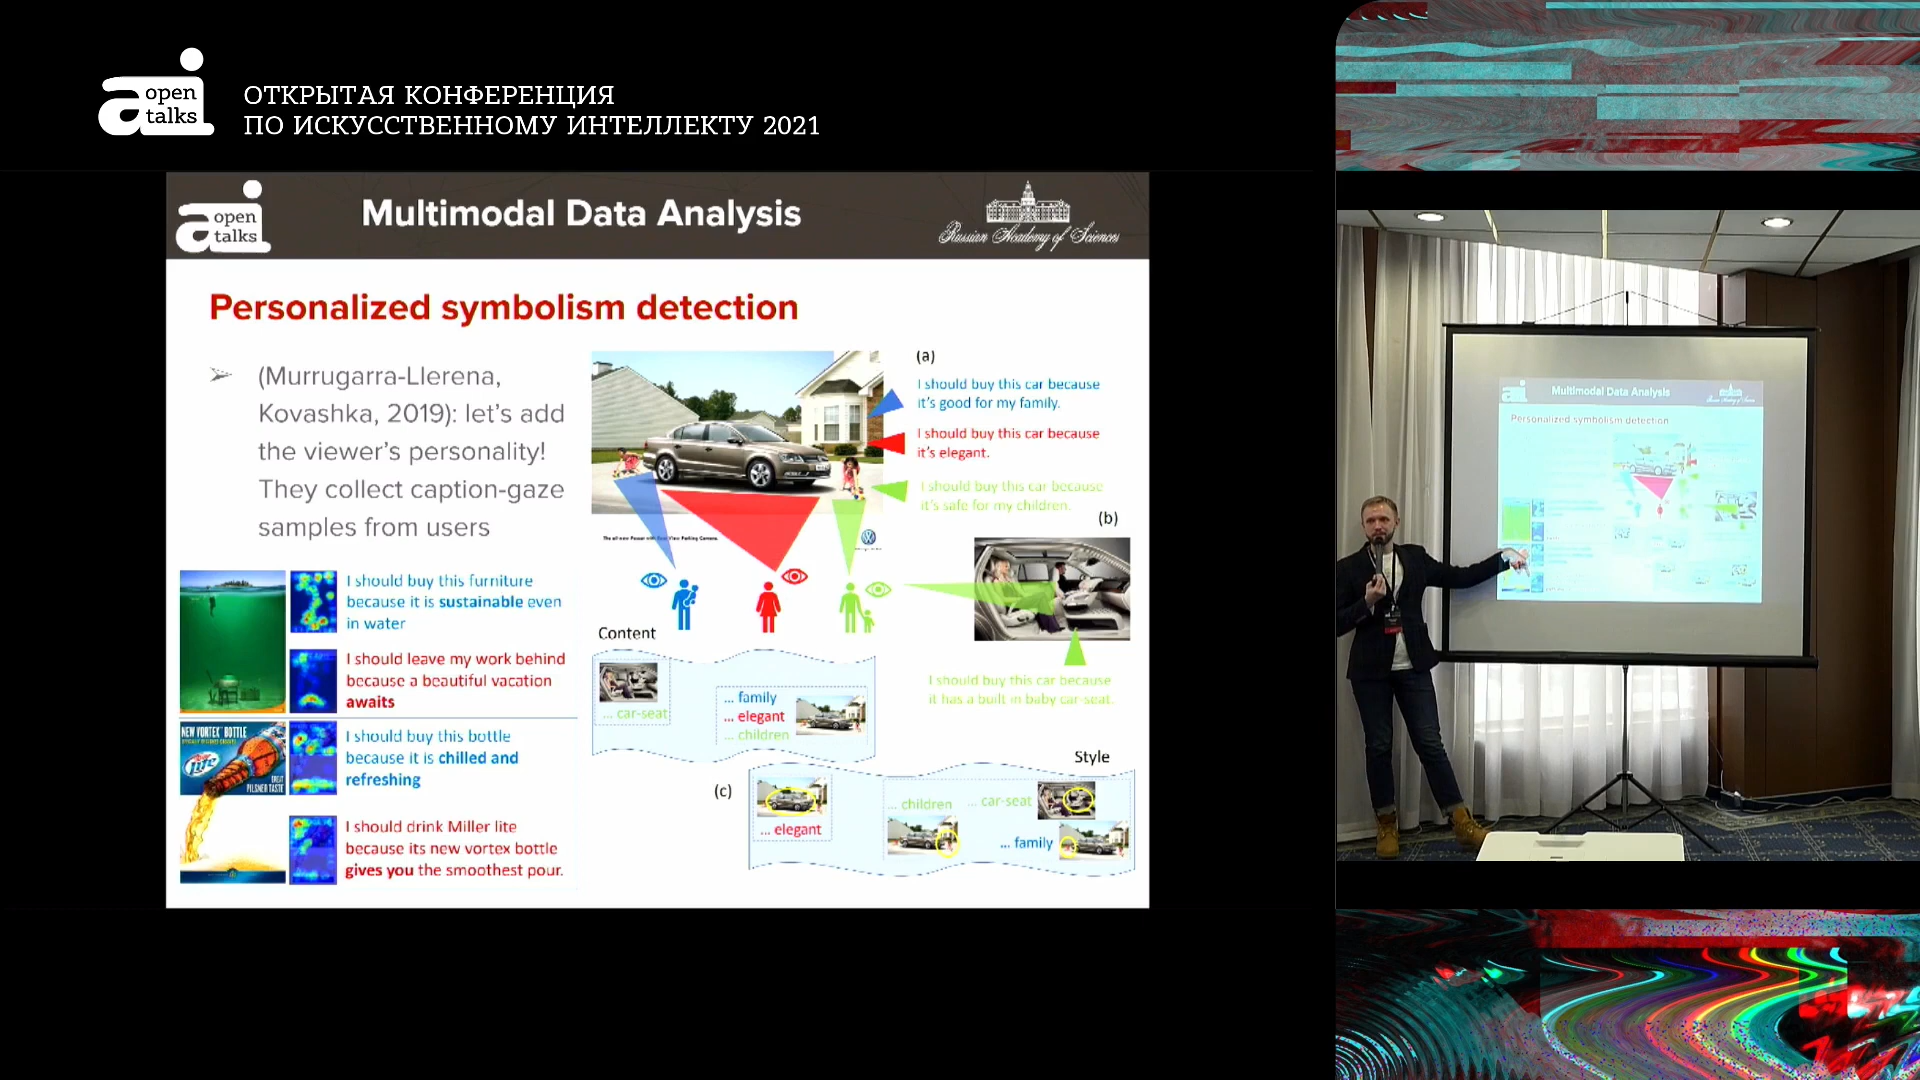 open
talks
ОТКРЫТАЯ КОНФЕРЕНЦИЯ
ПО ИСКУССТВЕННОМУ ИНТЕЛЛЕКТУ 2021
open
talks
Multimodal Data Analysis
Russian Academy of Sciences
Personalized symbolism detection
(Murrugarra-Llerena,
Kovashka, 2019): let's add
the viewer's personality!
They collect caption-gaze
samples from users
I should buy this furniture
because it is sustainable even
in water
I should leave my work behind
because a beautiful vacation
awaits
NEW VORTEX BOTTLE
Lite
GREAT
PILSNER TASTE
I should buy this bottle
because it is chilled and
refreshing
I should drink Miller lite
because its new vortex bottle
gives you the smoothest pour.
(a)
I should buy this car because
it's good for my family.
I should buy this car because
it's elegant.
I should buy this car because
it's safe for my children.
(b)
I should buy this car because
it has a built in baby car-seat.
Content
... car-seat
... family
... elegant
... children
Style
(c)
... elegant
... children
... car-seat
... family
Multimodal Data Analysis
Personalized symbolism detection